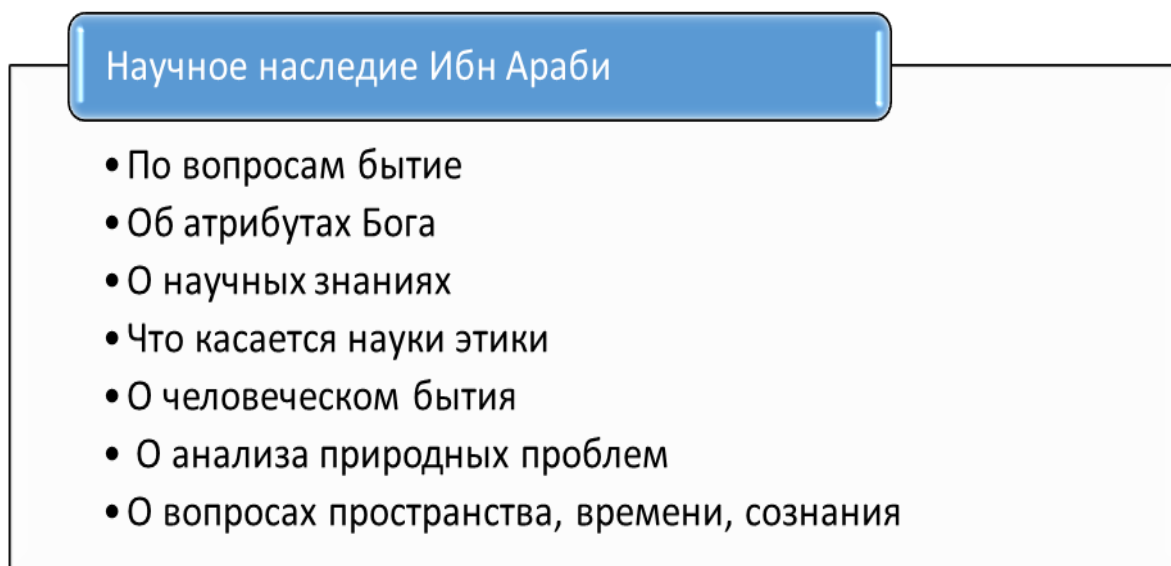 Научное наследие Ибн Араби
•По вопросам бытие
•Об атрибутах Бога
•О научных знаниях
•Что касается науки этики
•О человеческом бытия
• О анализа природных проблем
•О вопросах пространства, времени, сознания